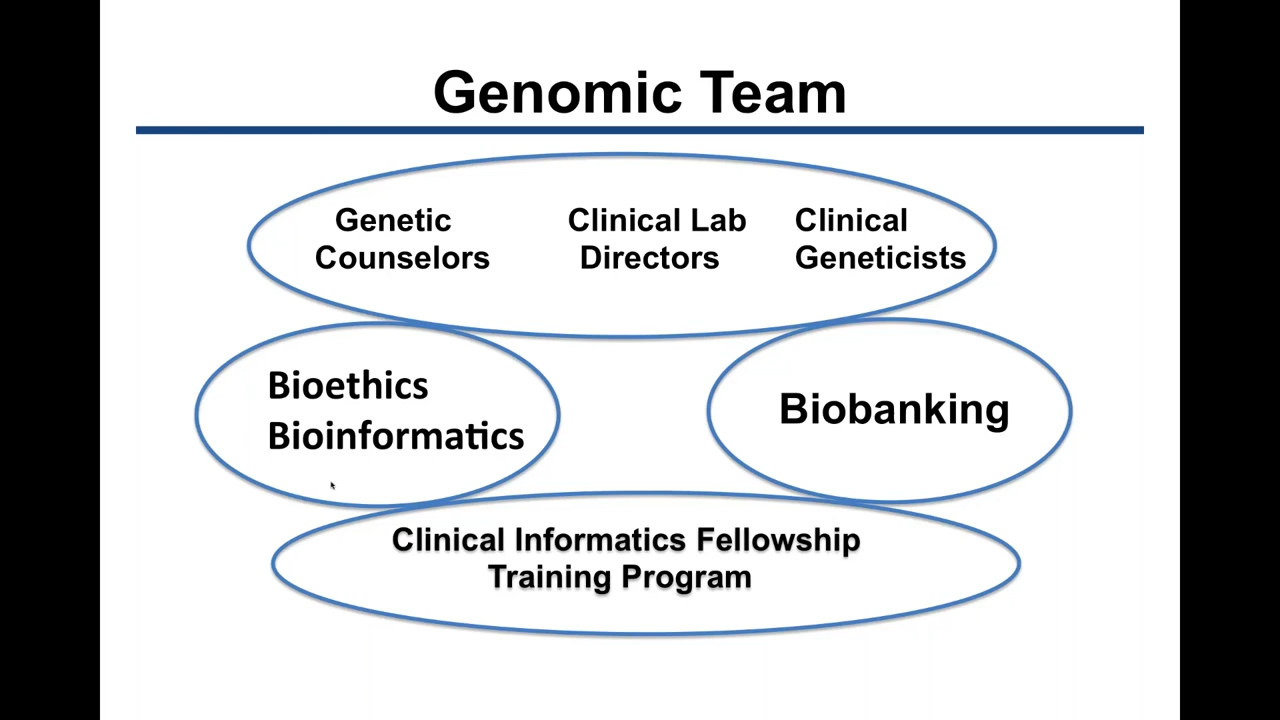 Genomic Team
Genetic
Counselors
Clinical Lab
Directors
Clinical
Geneticists
Bioethics
Bioinformatics
Biobanking
Clinical Informatics Fellowship
Training Program